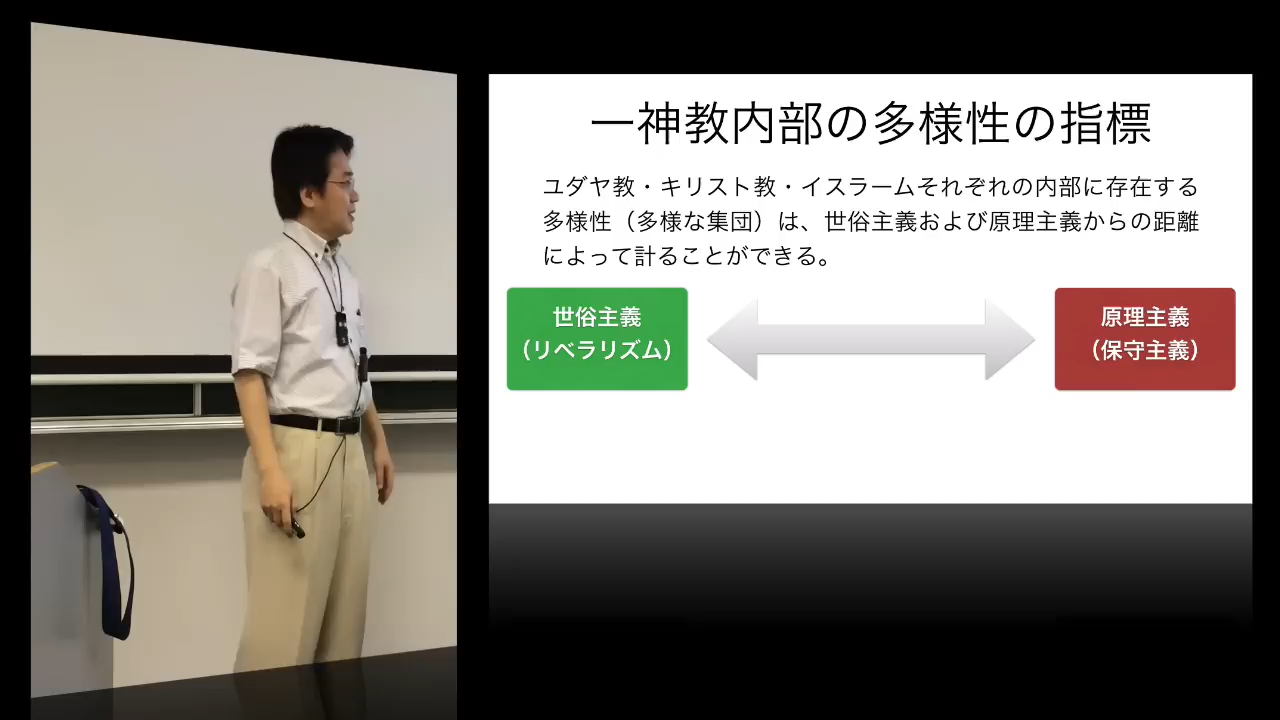 一神教内部の多様性の指標
ユダヤ教・キリスト教・イスラームそれぞれの内部に存在する
多様性（多様な集団）は、世俗主義および原理主義からの距離
によって計ることができる。
世俗主義
（リベラリズム）
原理主義
（保守主義）